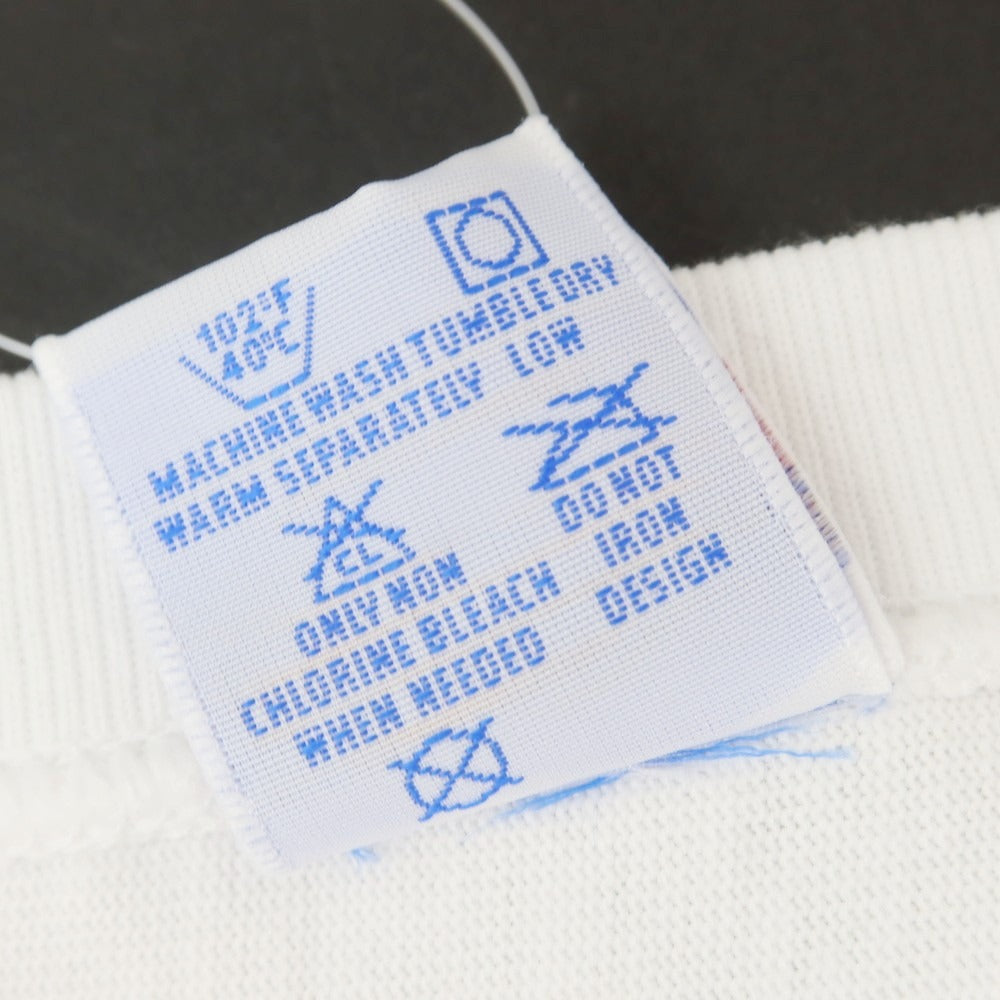 102°F
40°C
MACHINE WASH TUMBLE DRY
WARM SEPARATELY LOW
CL
ONLY NON
CHLORINE BLEACH
WHEN NEEDED
DO NOT
IRON
DESIGN